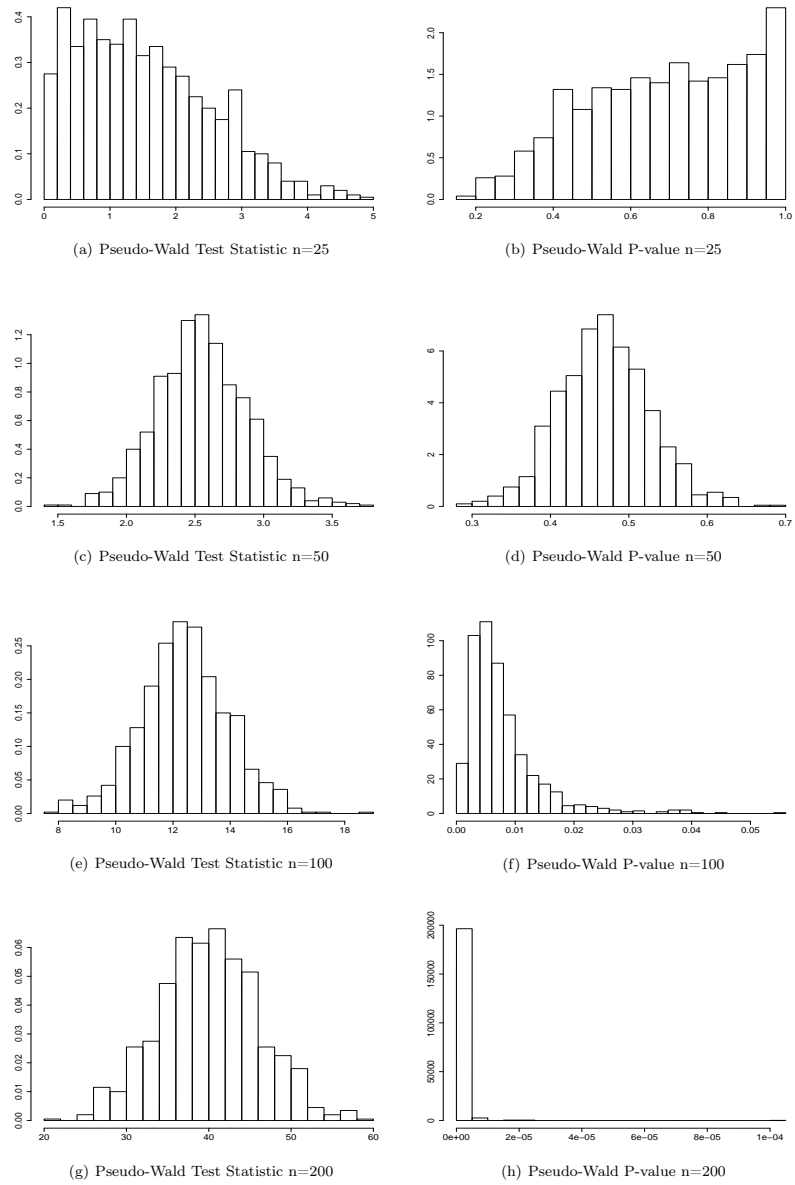 0.0 0.1 0.2 0.3 0.4
0 1 2 3 4 5
(a) Pseudo-Wald Test Statistic n=25
0.0 0.5 1.0 1.5 2.0
0.2 0.4 0.6 0.8 1.0
(b) Pseudo-Wald P-value n=25
0.0 0.2 0.4 0.6 0.8 1.0 1.2
1.5 2.0 2.5 3.0 3.5
(c) Pseudo-Wald Test Statistic n=50
0 2 4 6
0.3 0.4 0.5 0.6 0.7
(d) Pseudo-Wald P-value n=50
0.00 0.05 0.10 0.15 0.20 0.25
8 10 12 14 16 18
(e) Pseudo-Wald Test Statistic n=100
0 20 40 60 80 100
0.00 0.01 0.02 0.03 0.04 0.05
(f) Pseudo-Wald P-value n=100
0.00 0.01 0.02 0.03 0.04 0.05 0.06
20 30 40 50 60
(g) Pseudo-Wald Test Statistic n=200
0 50000 100000 150000 200000
0e+00 2e−05 4e−05 6e−05 8e−05 1e−04
(h) Pseudo-Wald P-value n=200